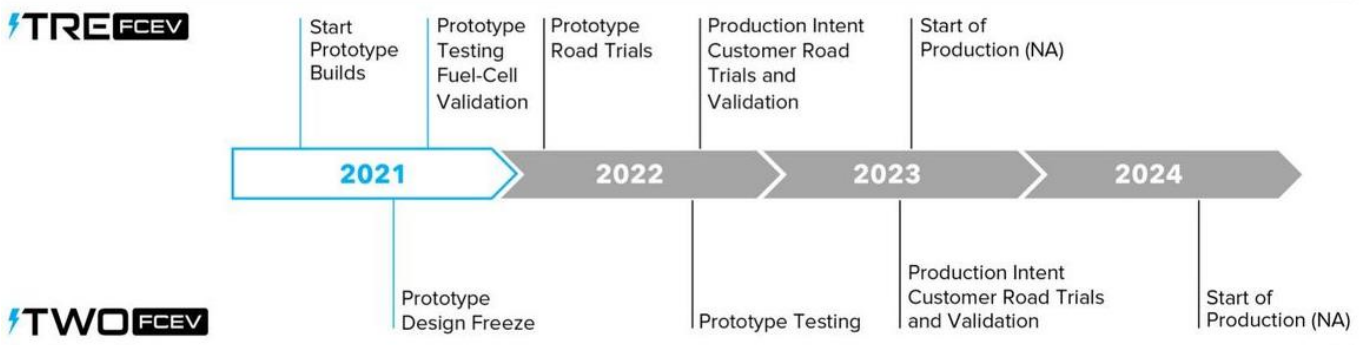 TRE FCEV
Start
Prototype
Builds
Prototype
Testing
Fuel-Cell
Validation
Prototype
Road Trials
Production Intent
Customer Road
Trials and
Validation
Start of
Production (NA)
2021
2022
2023
2024
Prototype
Design Freeze
Prototype Testing
Production Intent
Customer Road Trials
and Validation
Start of
Production (NA)
TWO FCEV